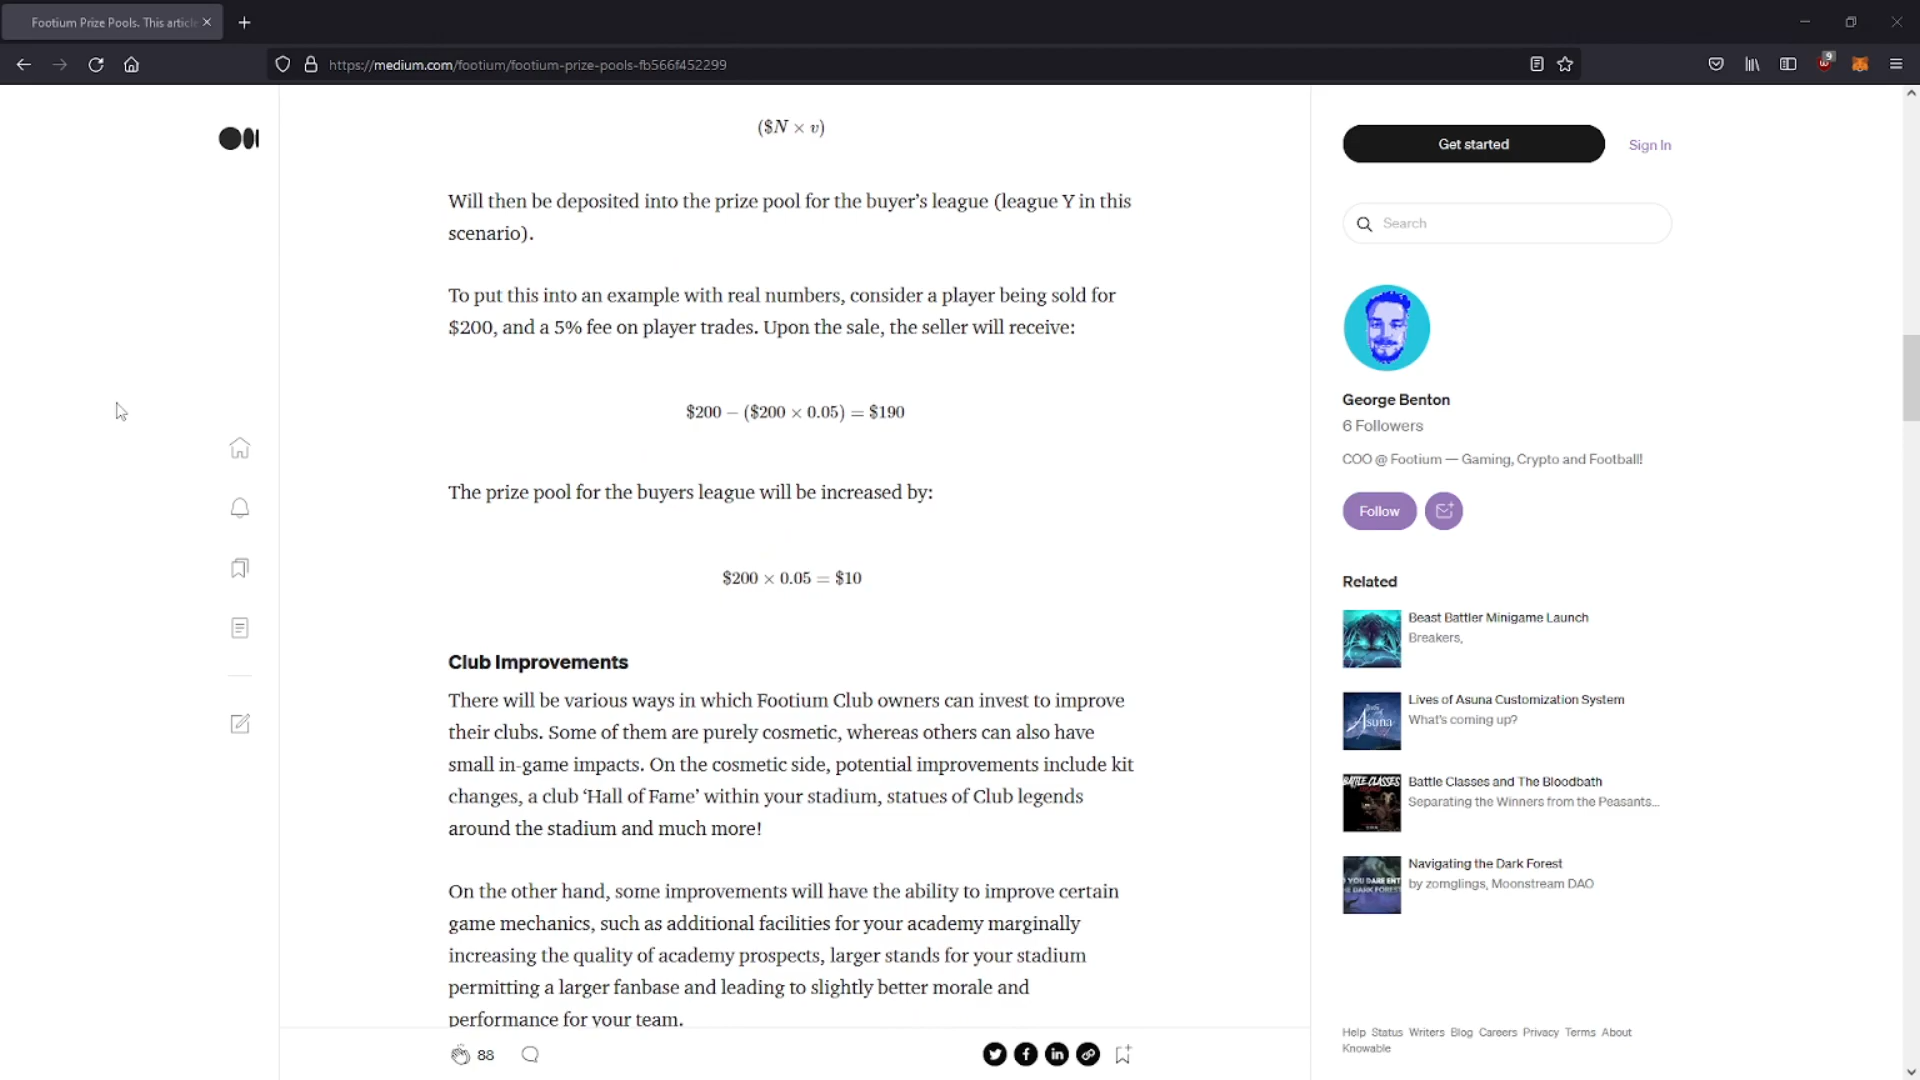 Footium Prize Pools. This articl
https://medium.com/footium/footium-prize-pools-fb566f452299
9
($N × v)
Will then be deposited into the prize pool for the buyer’s league (league Y in this
scenario).
To put this into an example with real numbers, consider a player being sold for
$200, and a 5% fee on player trades. Upon the sale, the seller will receive:
$200 − ($200 × 0.05) = $190
The prize pool for the buyers league will be increased by:
$200 × 0.05 = $10
Club Improvements
There will be various ways in which Footium Club owners can invest to improve
their clubs. Some of them are purely cosmetic, whereas others can also have
small in-game impacts. On the cosmetic side, potential improvements include kit
changes, a club ‘Hall of Fame’ within your stadium, statues of Club legends
around the stadium and much more!
On the other hand, some improvements will have the ability to improve certain
game mechanics, such as additional facilities for your academy marginally
increasing the quality of academy prospects, larger stands for your stadium
permitting a larger fanbase and leading to slightly better morale and
performance for your team.
88
Get started
Sign In
Search
George Benton
6 Followers
COO @ Footium — Gaming, Crypto and Football!
Follow
Related
Beast Battler Minigame Launch
Breakers,
Lives of Asuna Customization System
What's coming up?
Asuna
Battle Classes and The Bloodbath
Separating the Winners from the Peasants...
BATTLE CLASSES
Navigating the Dark Forest
by zomglings, Moonstream DAO
Help Status Writers Blog Careers Privacy Terms About
Knowable